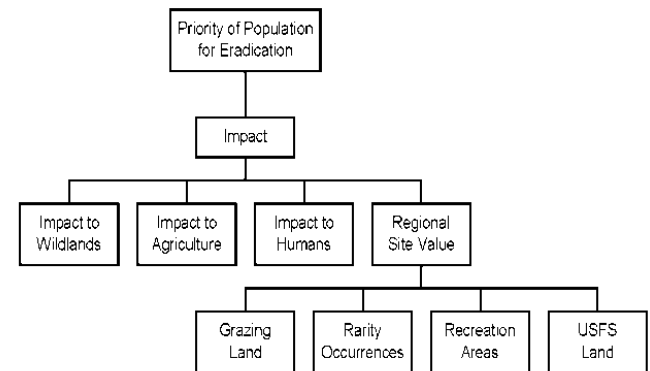 Priority of Population
for Eradication
Impact
Impact to
Wildlands
Impact to
Agriculture
Impact to
Humans
Regional
Site Value
Grazing
Land
Rarity
Occurrences
Recreation
Areas
USFS
Land